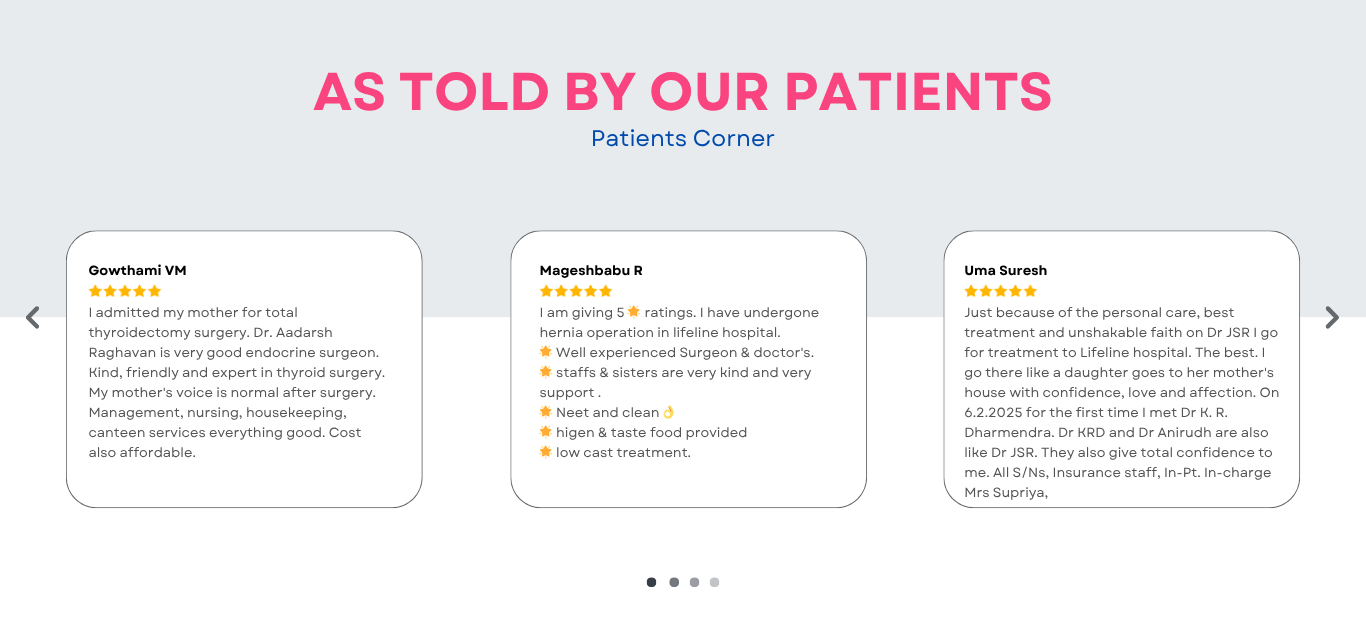 AS TOLD BY OUR PATIENTS
Patients Corner
Gowthami VM
I admitted my mother for total
thyroidectomy surgery. Dr. Aadarsh
Raghavan is very good endocrine surgeon.
Kind, friendly and expert in thyroid surgery.
My mother's voice is normal after surgery.
Management, nursing, housekeeping,
canteen services everything good. Cost
also affordable.
Mageshbabu R
I am giving 5 🌟 ratings. I have undergone
hernia operation in lifeline hospital.
🌟 Well experienced Surgeon & doctor's.
🌟 staffs & sisters are very kind and very
support .
🌟 Neet and clean👌
🌟 higen & taste food provided
🌟 low cast treatment.
Uma Suresh
Just because of the personal care, best
treatment and unshakable faith on Dr JSR I go
for treatment to Lifeline hospital. The best. I
go there like a daughter goes to her mother's
house with confidence, love and affection. On
6.2.2025 for the first time I met Dr K. R.
Dharmendra. Dr KRD and Dr Anirudh are also
like Dr JSR. They also give total confidence to
me. All S/Ns, Insurance staff, In-Pt. In-charge
Mrs Supriya,